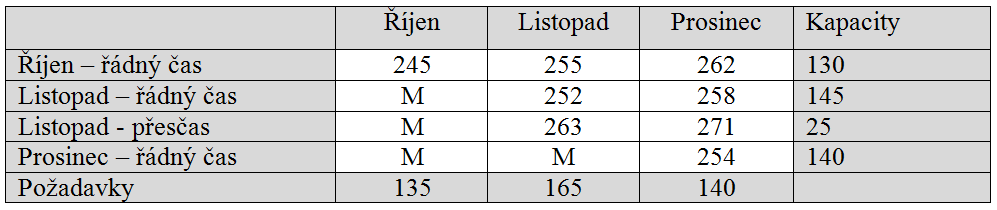 Říjen Listopad Prosinec Kapacity
Říjen – řádný čas 245 255 262 130
Listopad – řádný čas M 252 258 145
Listopad - přesčas M 263 271 25
Prosinec – řádný čas M M 254 140
Požadavky 135 165 140